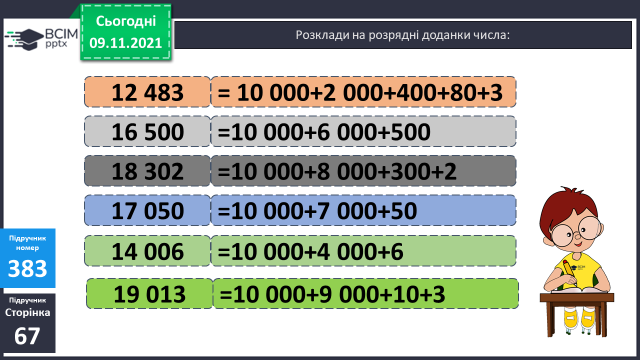 Сьогодні
09.11.2021
ВСІМ
pptx
Розклади на розрядні доданки числа:
12 483 = 10 000+2 000+400+80+3
16 500 =10 000+6 000+500
18 302 =10 000+8 000+300+2
17 050 =10 000+7 000+50
14 006 =10 000+4 000+6
19 013 =10 000+9 000+10+3
Підручник
номер
383
Підручник
Сторінка
67